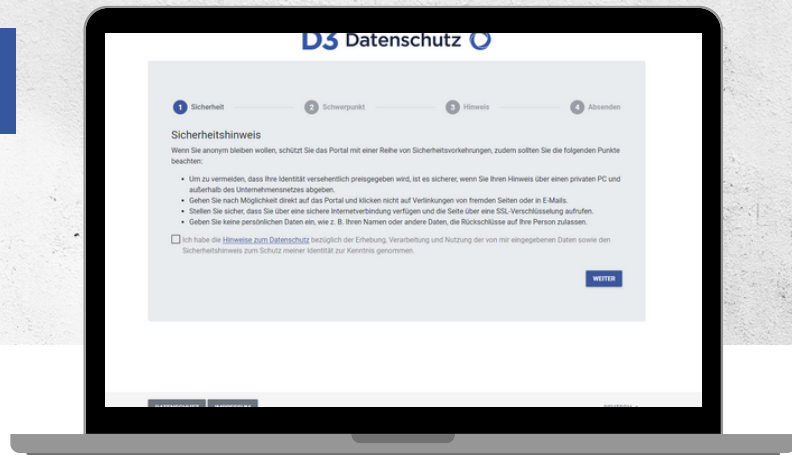 D3 Datenschutz
1 Sicherheit 2 Schwerpunkt 3 Hinweis 4 Absenden
Sicherheitshinweis
Wenn Sie anonym bleiben wollen, schützt Sie das Portal mit einer Reihe von Sicherheitsvorkehrungen, zudem sollten Sie die folgenden Punkte
beachten:
• Um zu vermeiden, dass Ihre Identität versehentlich preisgegeben wird, ist es sicherer, wenn Sie Ihren Hinweis über einen privaten PC und
außerhalb des Unternehmensnetzes abgeben.
• Gehen Sie nach Möglichkeit direkt auf das Portal und klicken nicht auf Verlinkungen von fremden Seiten oder in E-Mails.
• Stellen Sie sicher, dass Sie über eine sichere Internetverbindung verfügen und die Seite über eine SSL-Verschlüsselung aufrufen.
• Geben Sie keine persönlichen Daten ein, wie z. B. Ihren Namen oder andere Daten, die Rückschlüsse auf Ihre Person zulassen.
Ich habe die Hinweise zum Datenschutz bezüglich der Erhebung, Verarbeitung und Nutzung der von mir eingegebenen Daten sowie den
Sicherheitshinweis zum Schutz meiner Identität zur Kenntnis genommen.
WEITER
DATENSCHUTZ IMPRESSUM DEUTSCH